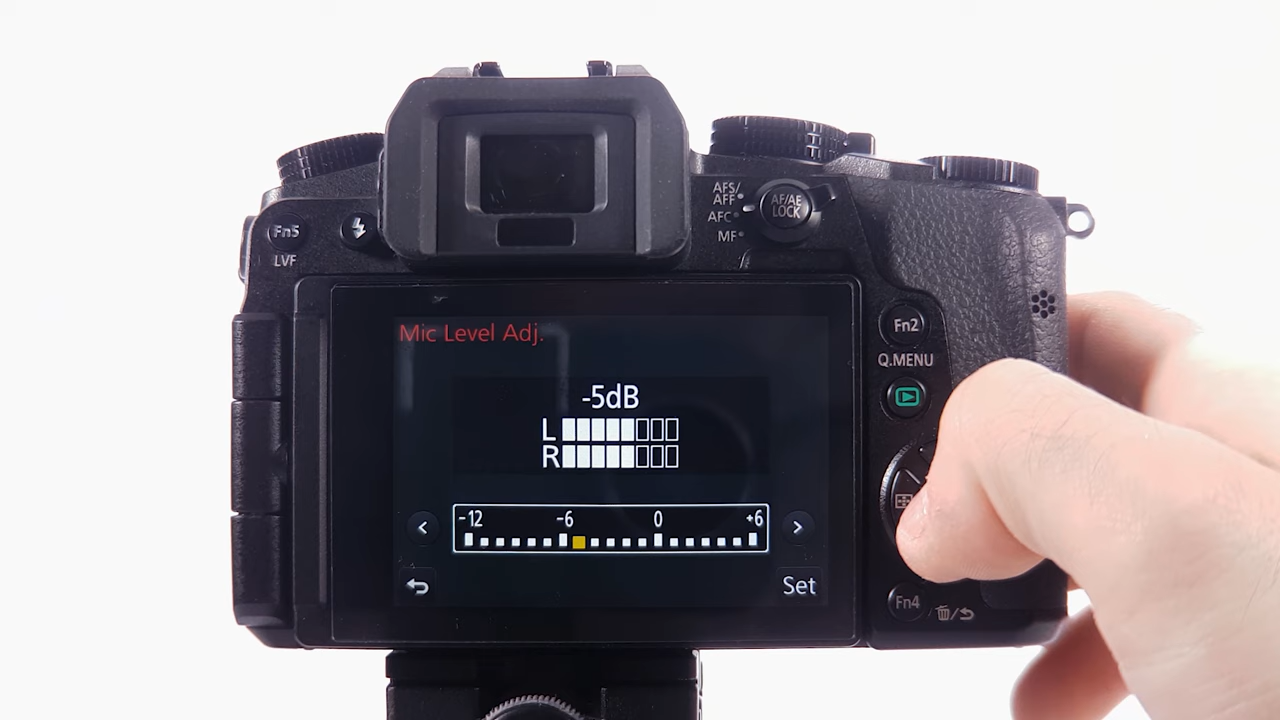 AFS/
AFF
AFC
MF
AF/AE
LOCK
Fn5
LVF
Fn2
Q.MENU
Mic Level Adj.
-5dB
L
R
-12 -6 0 +6
Set
Fn4